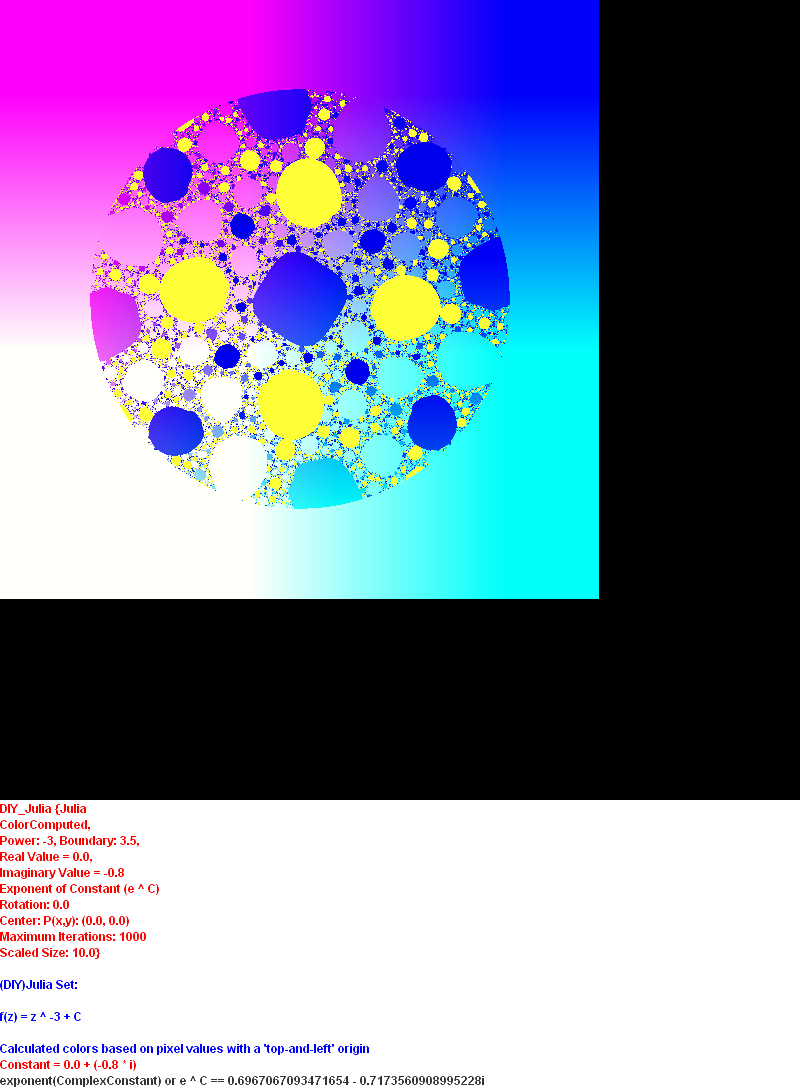 DIY_Julia {Julia
ColorComputed,
Power: -3, Boundary: 3.5,
Real Value = 0.0,
Imaginary Value = -0.8
Exponent of Constant (e ^ C)
Rotation: 0.0
Center: P(x,y): (0.0, 0.0)
Maximum Iterations: 1000
Scaled Size: 10.0}
(DIY)Julia Set:
f(z) = z ^ -3 + C
Calculated colors based on pixel values with a 'top-and-left' origin
Constant = 0.0 + (-0.8 * i)
exponent(ComplexConstant) or e ^ C == 0.6967067093471654 - 0.7173560908995228i